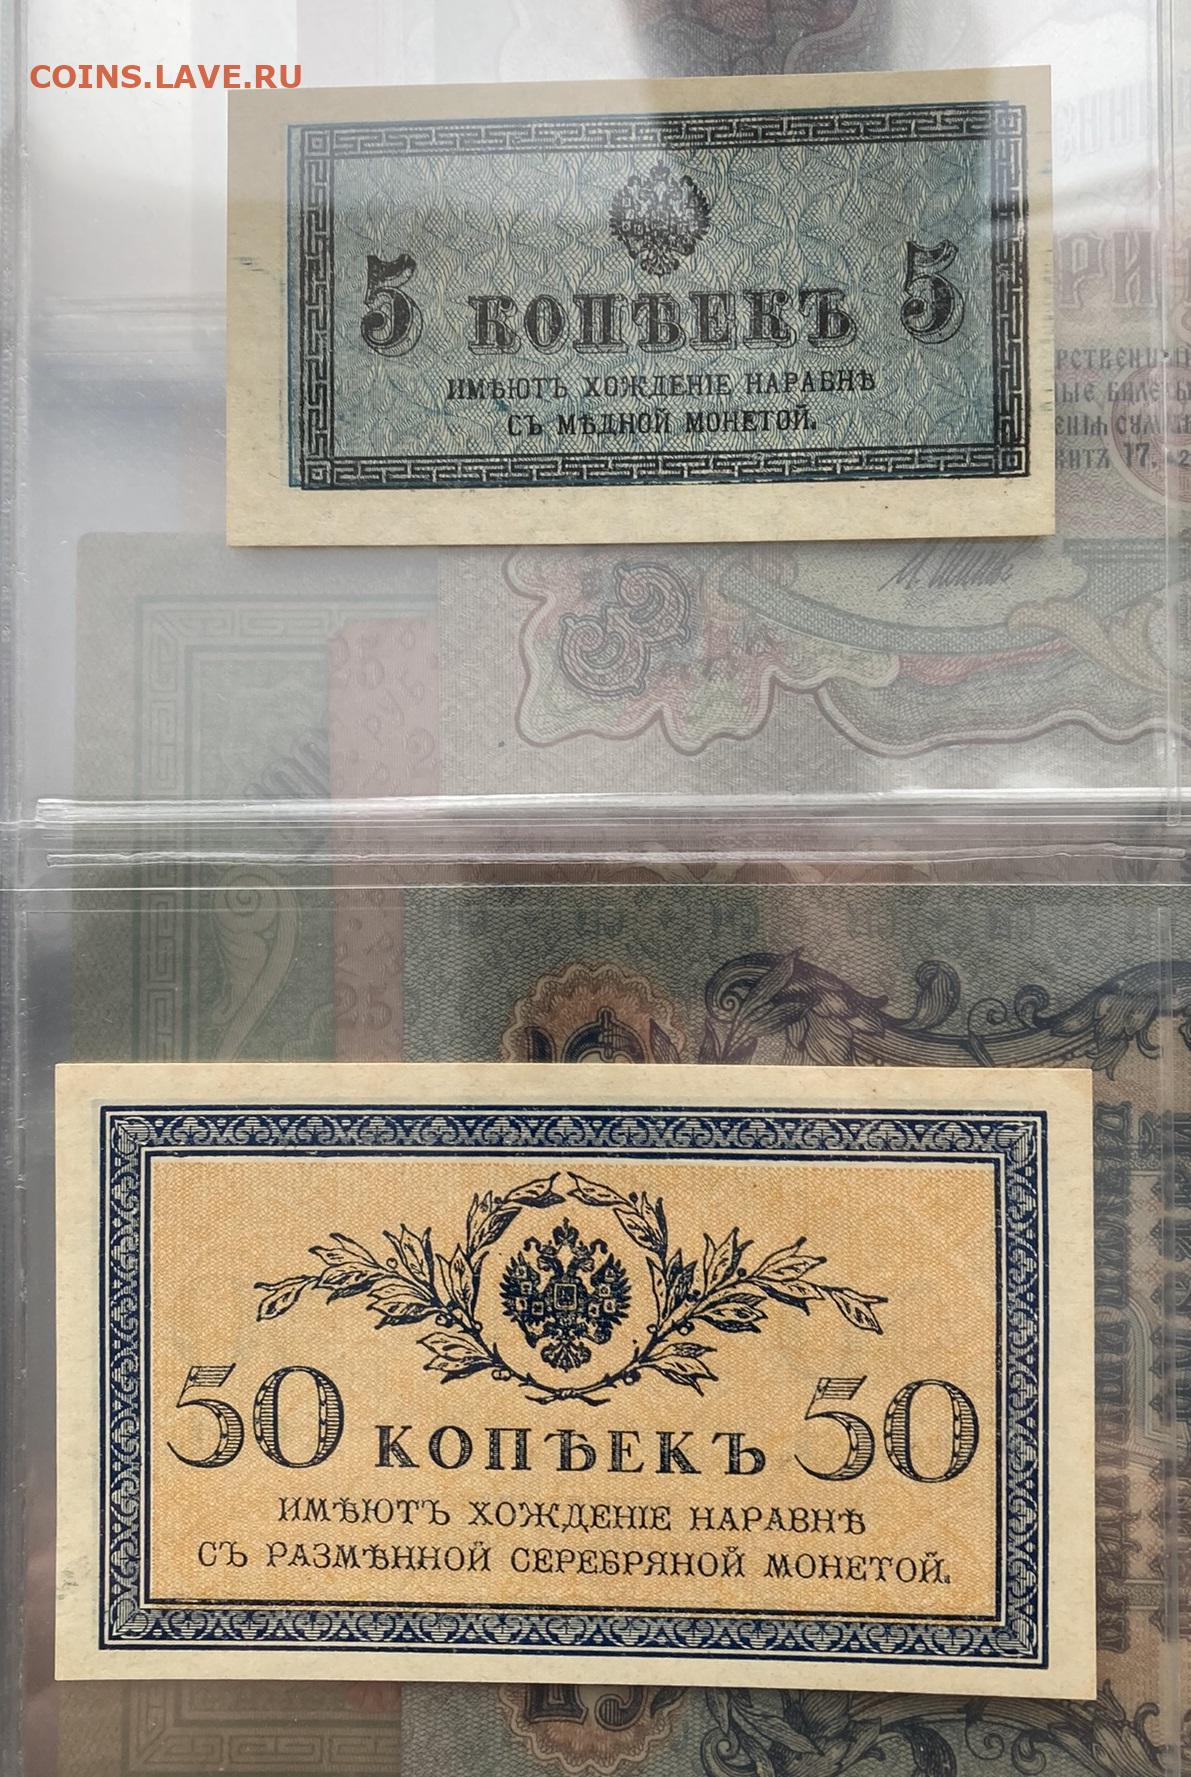 COINS.LAVE.RU
5 КОПѢЕКЪ 5
ИМѢЮТЪ ХОЖДЕНІЕ НАРАВНѢ
СЪ МѢДНОЙ МОНЕТОЙ.
50 КОПѢЕКЪ 50
ИМѢЮТЪ ХОЖДЕНІЕ НАРАВНѢ
СЪ РАЗМѢННОЙ СЕРЕБРЯНОЙ МОНЕТОЙ.